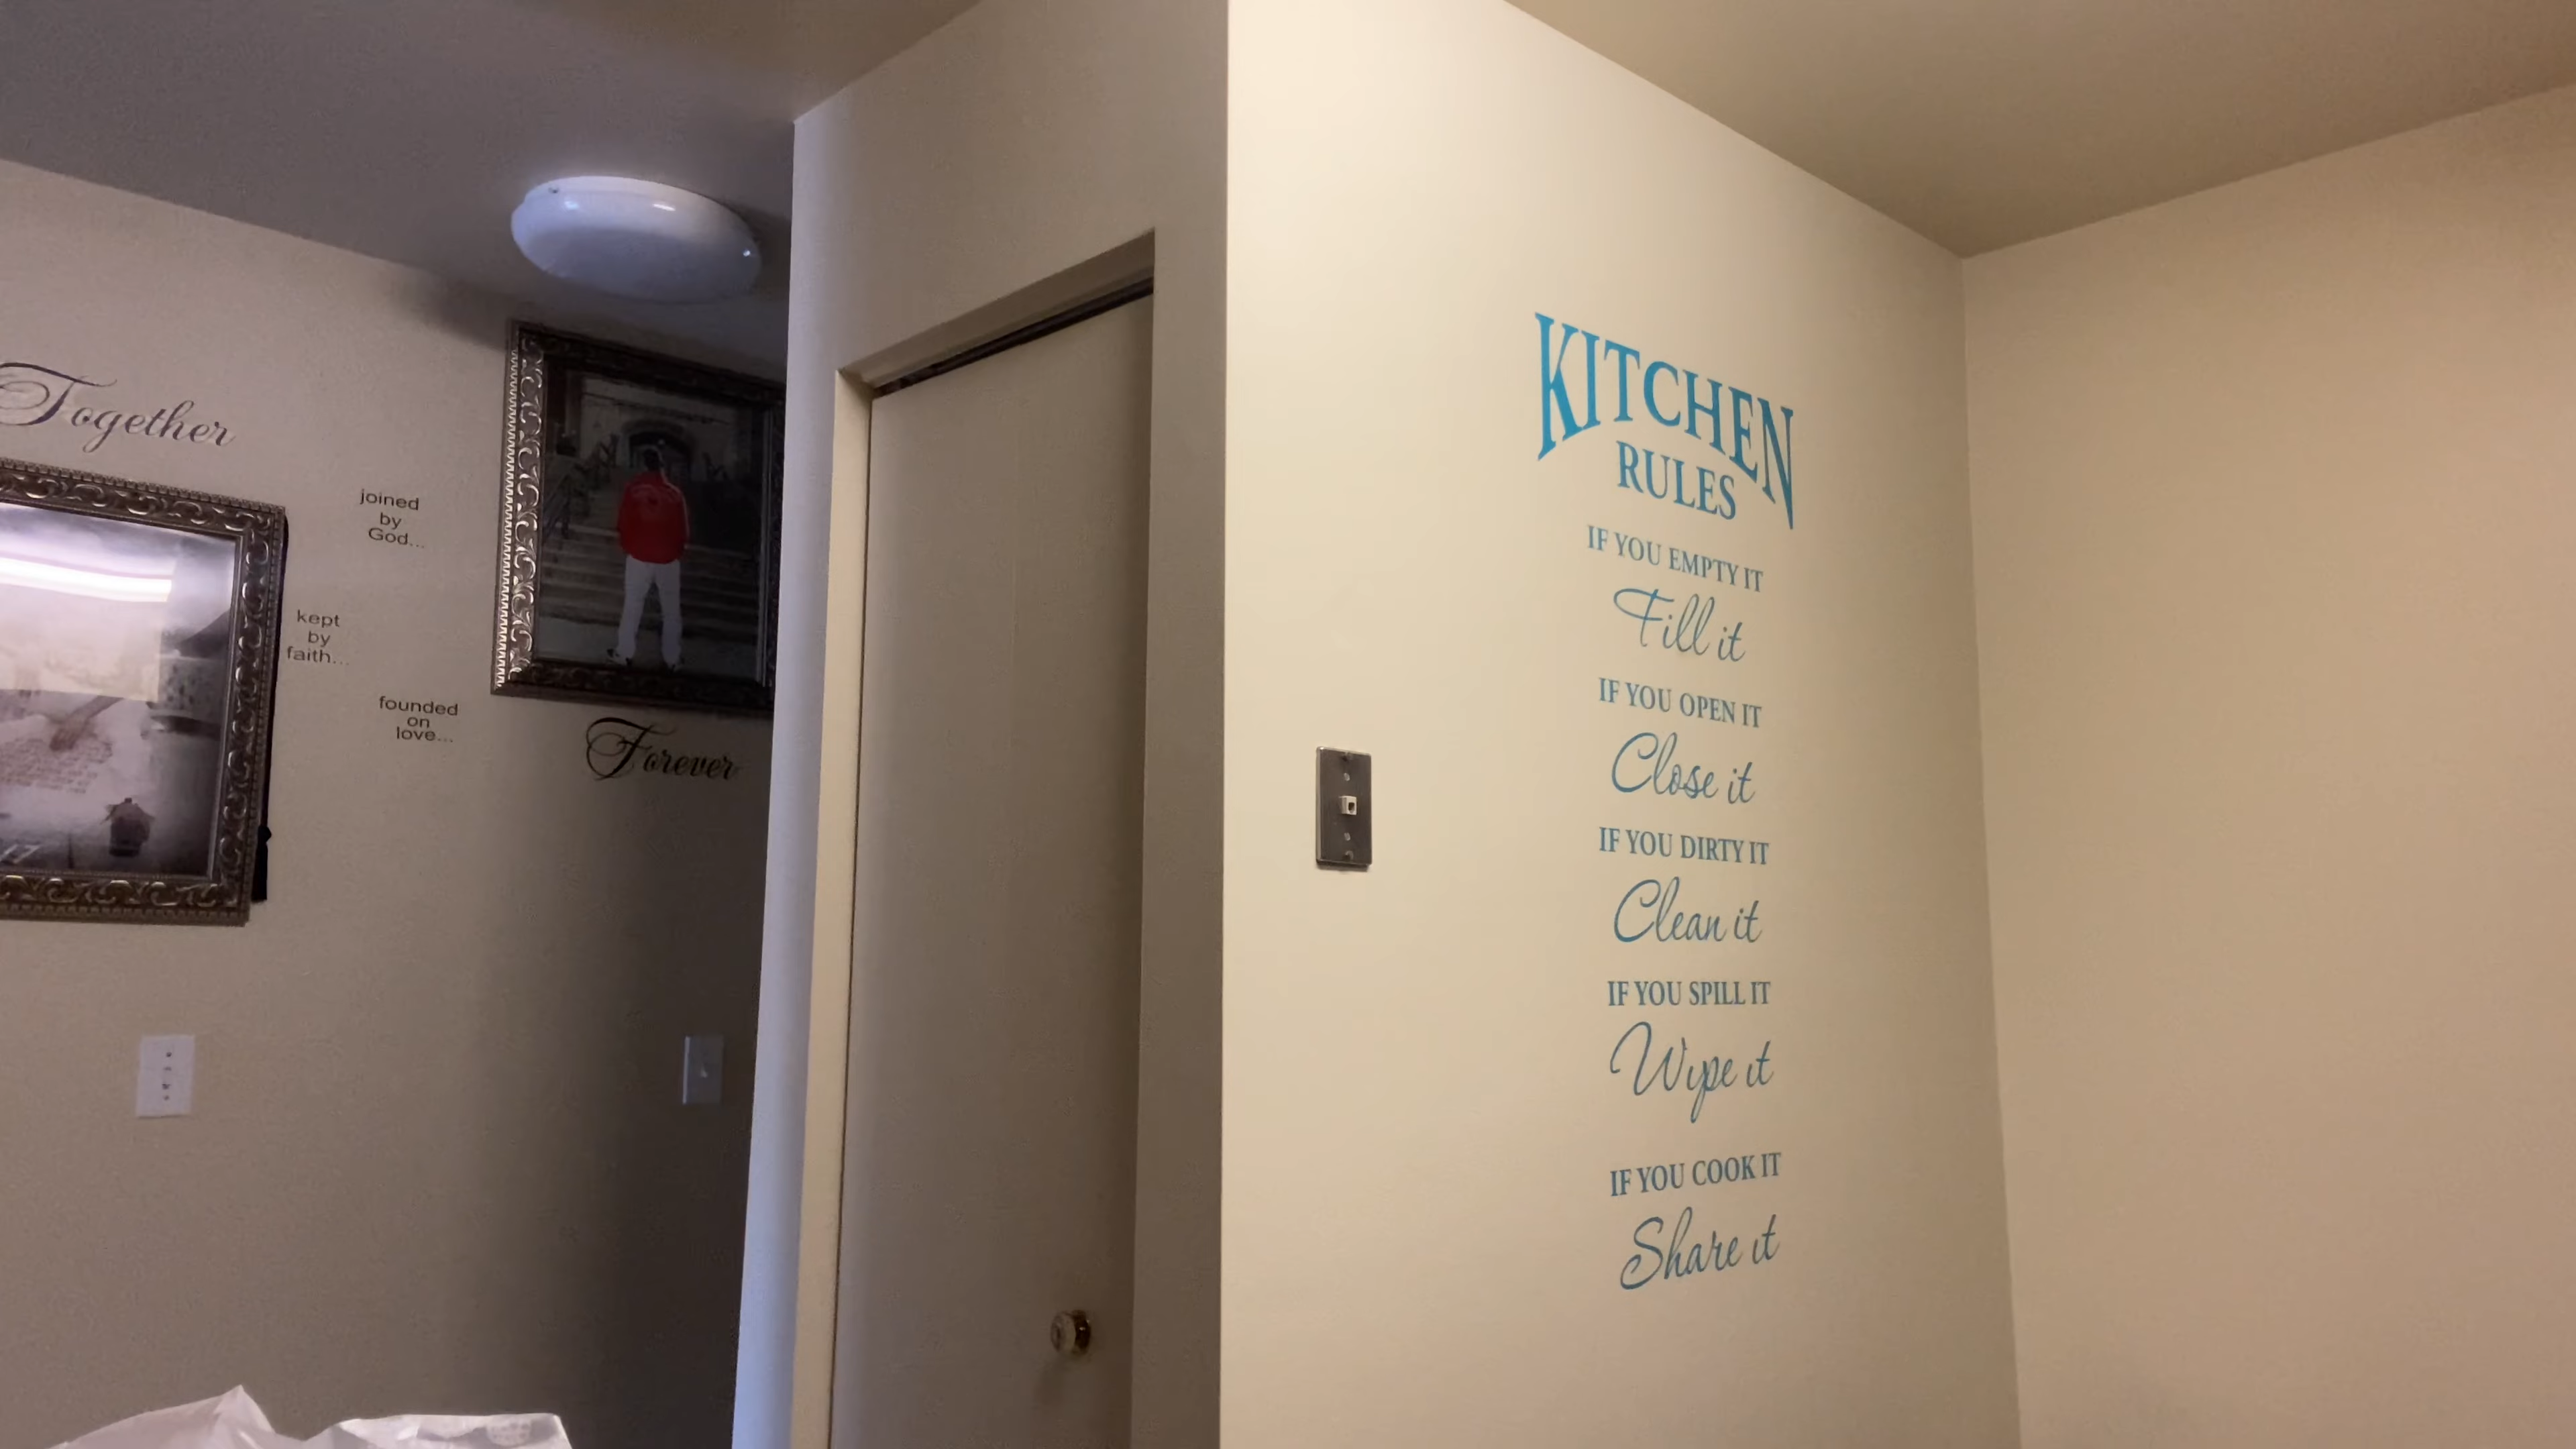 Together
joined
by
God...
kept
by
faith...
founded
on
love...
Forever
KITCHEN
RULES
IF YOU EMPTY IT
Fill it
IF YOU OPEN IT
Close it
IF YOU DIRTY IT
Clean it
IF YOU SPILL IT
Wipe it
IF YOU COOK IT
Share it